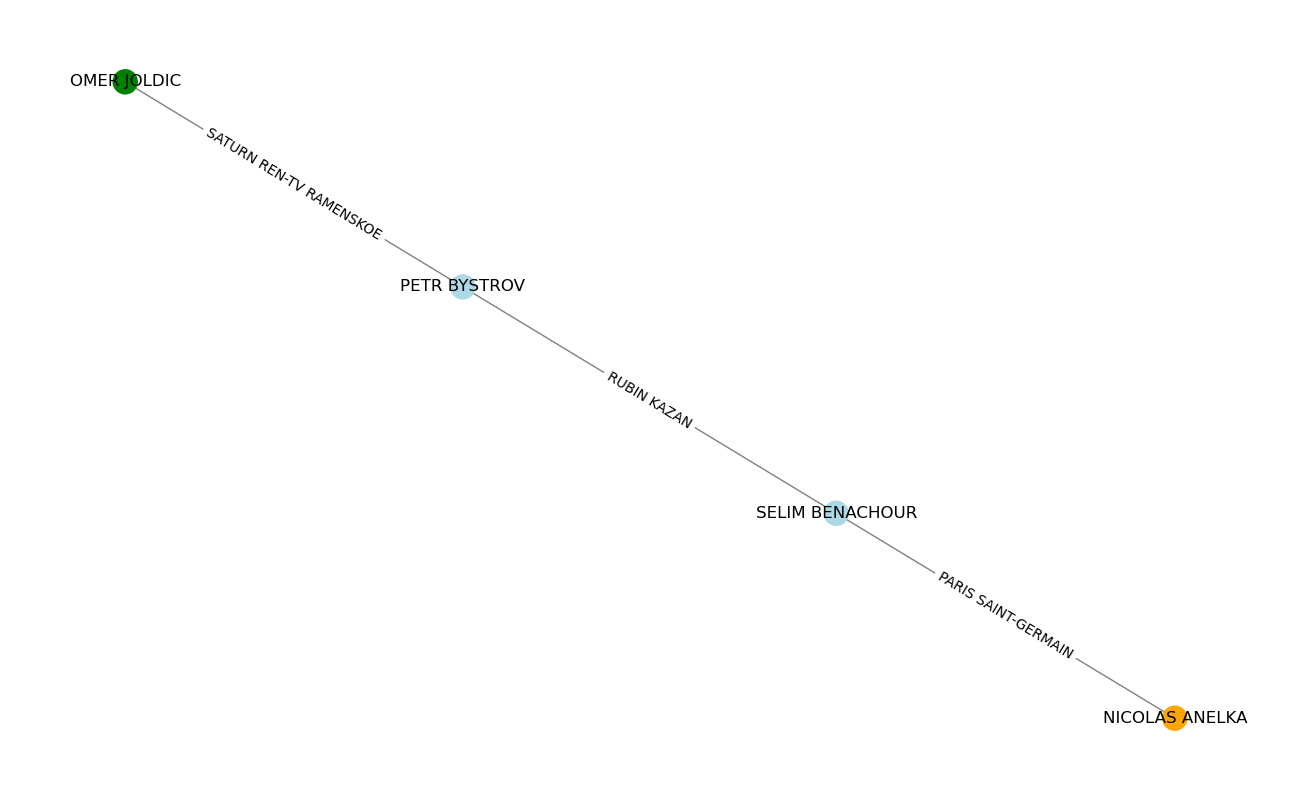 OMER JOLDIC
SATURN REN-TV RAMENSKOE
PETR BYSTROV
RUBIN KAZAN
SELIM BENACHOUR
PARIS SAINT-GERMAIN
NICOLAS ANELKA